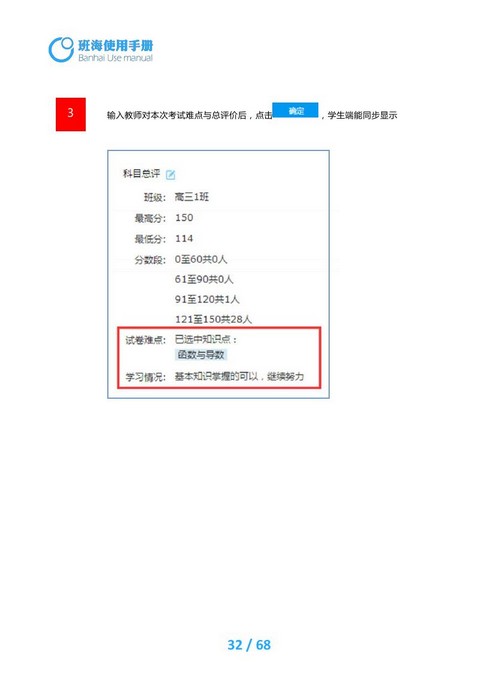 班海使用手册
Banhai Use manual
3
输入教师对本次考试难点与总评价后，点击 确定 ，学生端能同步显示
科目总评
班级： 高三1班
最高分： 150
最低分： 114
分数段： 0至60共0人
61至90共0人
91至120共1人
121至150共28人
试卷难点： 已选中知识点：
函数与导数
学习情况： 基本知识掌握的可以，继续努力
32 / 68